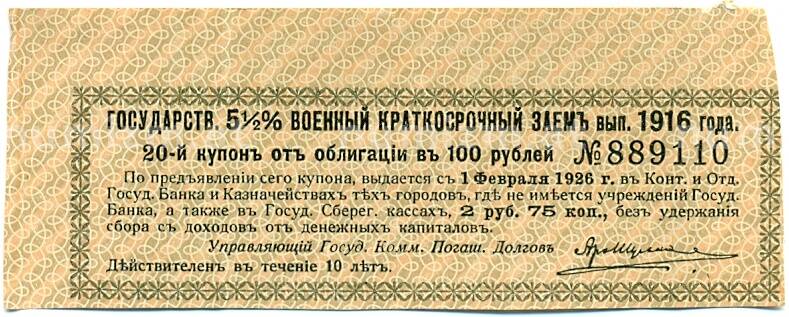 ГОСУДАРСТВ. 5½% ВОЕННЫЙ КРАТКОСРОЧНЫЙ ЗАЕМЪ вып. 1916 года.
20-й купонъ отъ облигаціи въ 100 рублей № 889110
По предъявленіи сего купона, выдается съ 1 Февраля 1926 г. въ Конт. и Отд.
Госуд. Банка и Казначействахъ тѣхъ городовъ, гдѣ не имѣется учрежденій Госуд.
Банка, а также въ Госуд. Сберег. кассахъ, 2 руб. 75 коп., безъ удержанія
сбора съ доходовъ отъ денежныхъ капиталовъ.
Управляющій Госуд. Комм. Погаш. Долговъ
Дѣйствителенъ въ теченіе 10 лѣтъ.